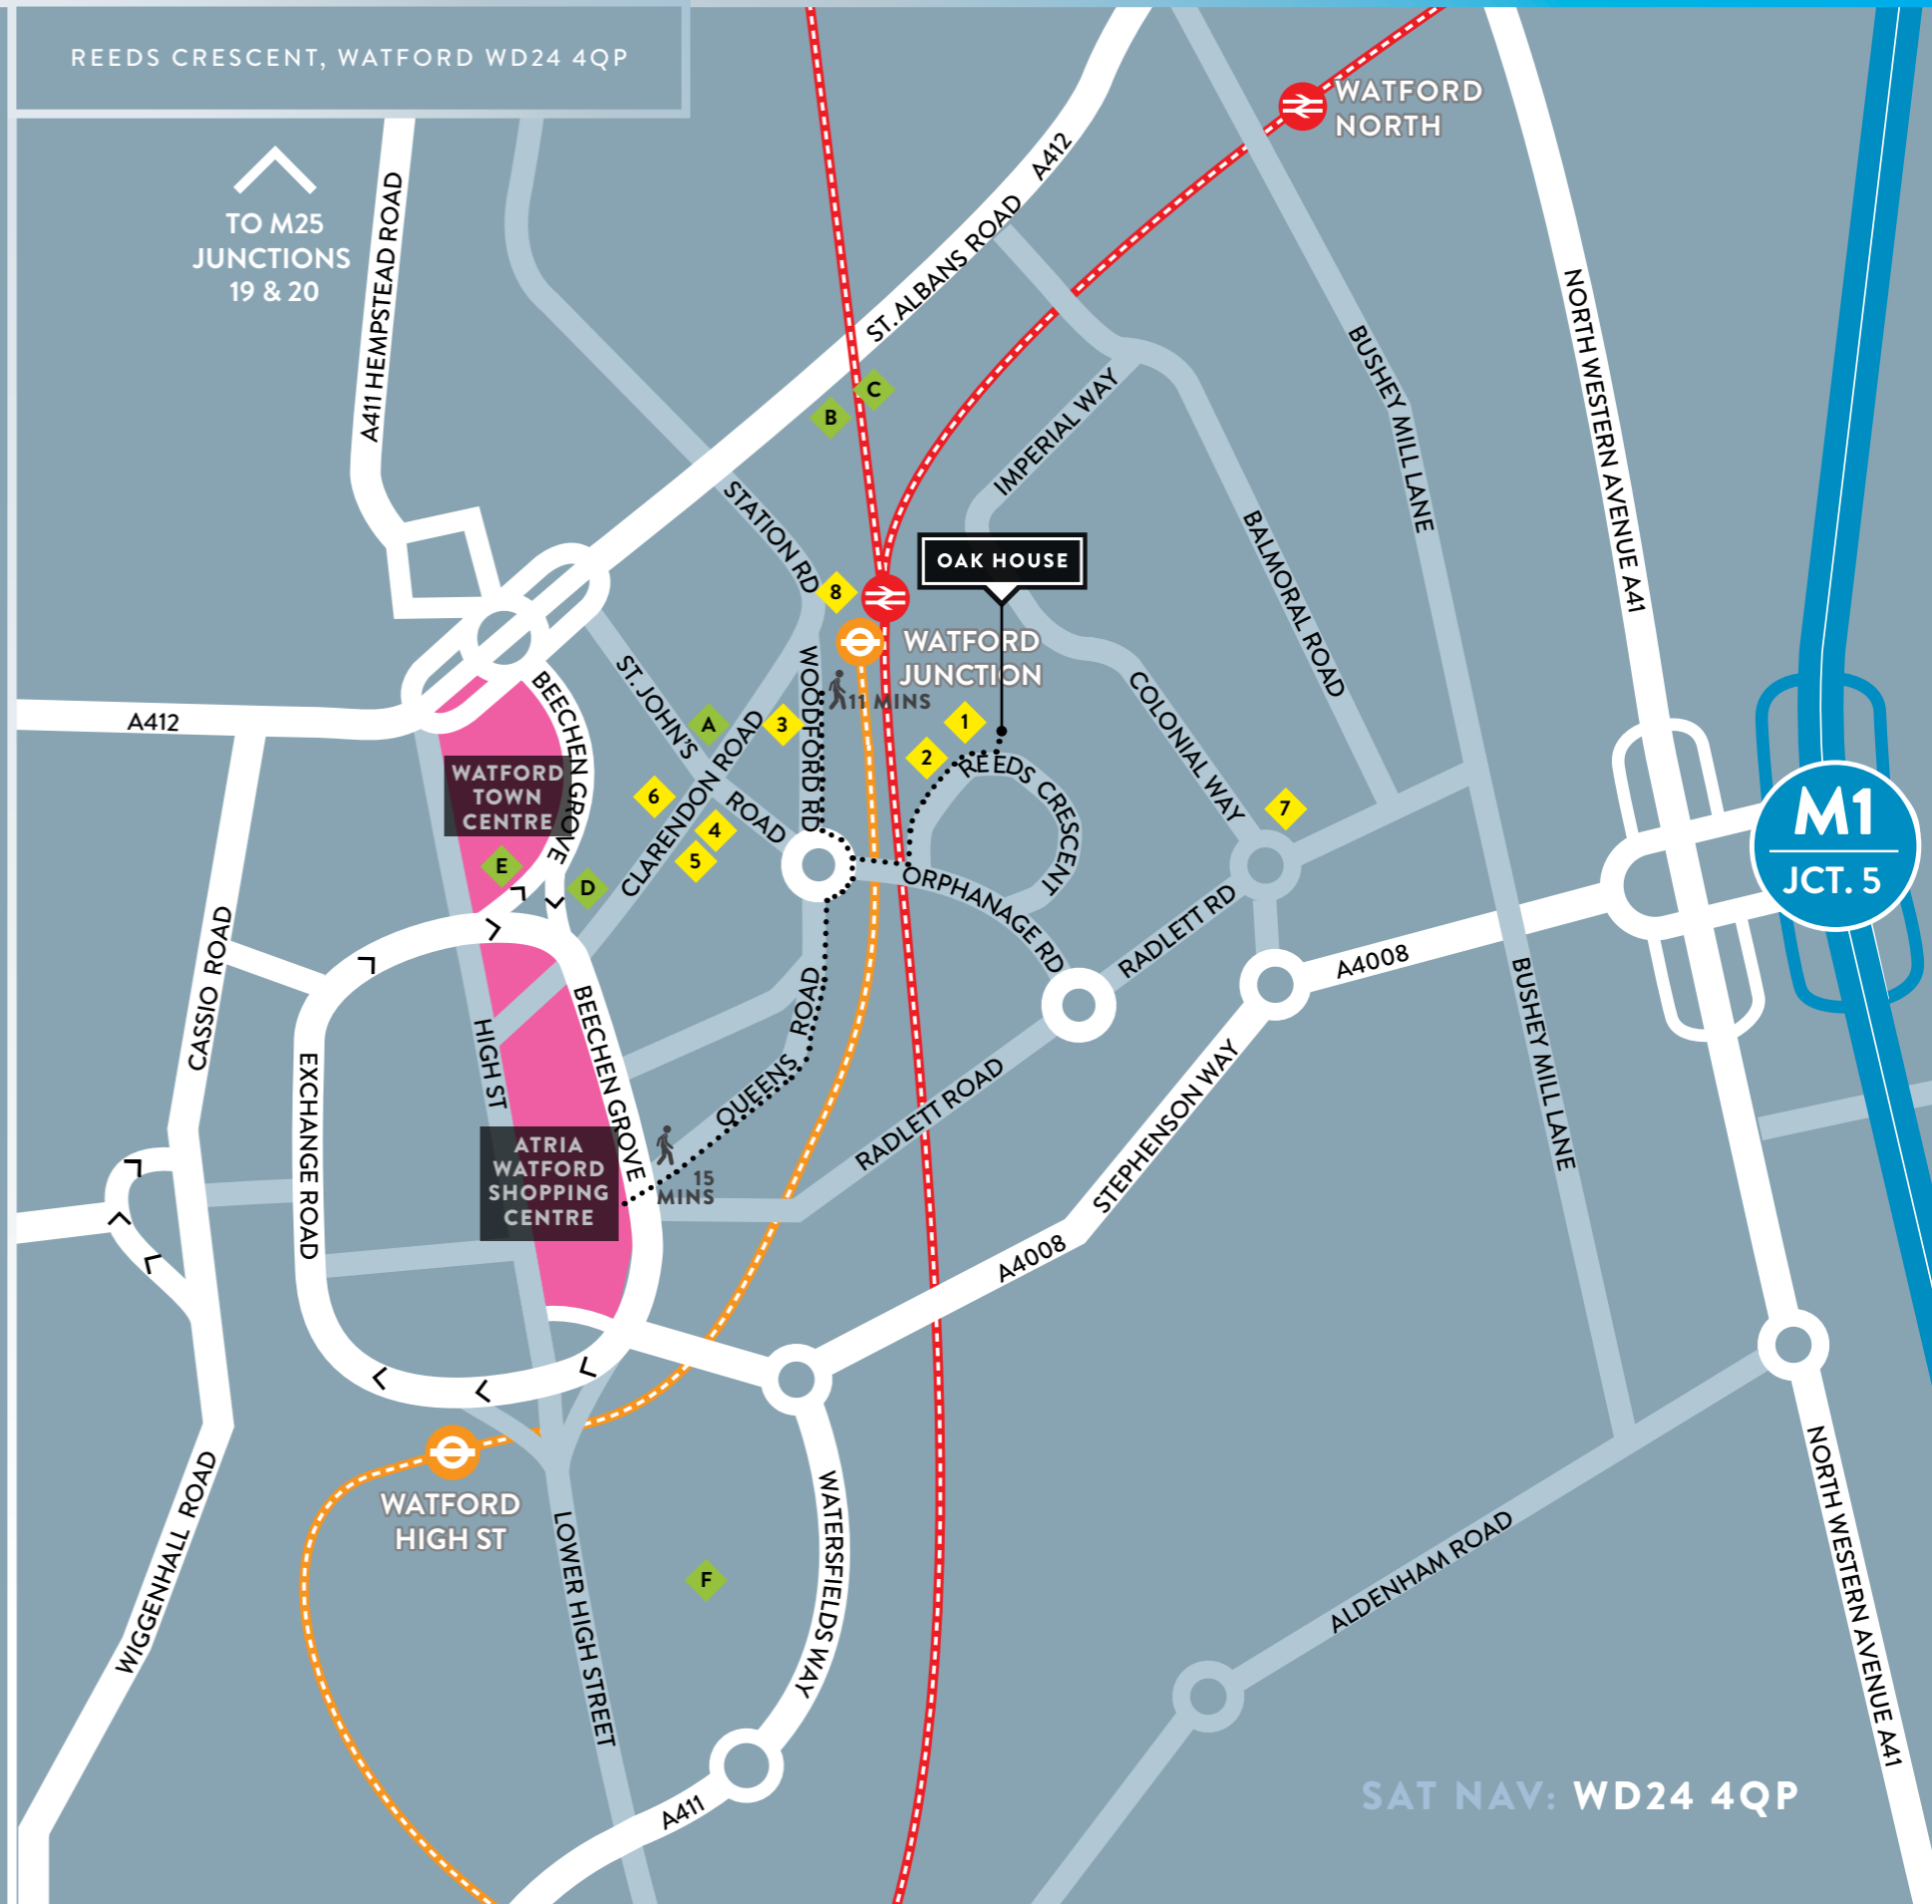 REEDS CRESCENT, WATFORD WD24 4QP
TO M25
JUNCTIONS
19 & 20
A411 HEMPSTEAD ROAD
ST. ALBANS ROAD
A412
WATFORD
NORTH
NORTH WESTERN AVENUE A41
BUSHEY MILL LANE
C
B
IMPERIAL WAY
STATION RD
BALMORAL ROAD
OAK HOUSE
8
WATFORD
JUNCTION
11 MINS
WOODFORD RD
ST. JOHN'S
ROAD
BEECHEN GROVE
COLONIAL WAY
A412
A
3
1
2
REEDS CRESCENT
WATFORD
TOWN
CENTRE
6
4
5
CLARENDON ROAD
7
M1
JCT. 5
E
D
ORPHANAGE RD
RADLETT RD
A4008
CASSIO ROAD
HIGH ST
BEECHEN GROVE
QUEENS
ROAD
EXCHANGE ROAD
BUSHEY MILL LANE
STEPHENSON WAY
RADLETT ROAD
ATRIA
WATFORD
SHOPPING
CENTRE
15
MINS
A4008
WATFORD
HIGH ST
WIGGENHALL ROAD
LOWER HIGH STREET
F
WATERSFIELDS WAY
ALDENHAM ROAD
NORTH WESTERN AVENUE A41
A411
SAT NAV: WD24 4QP